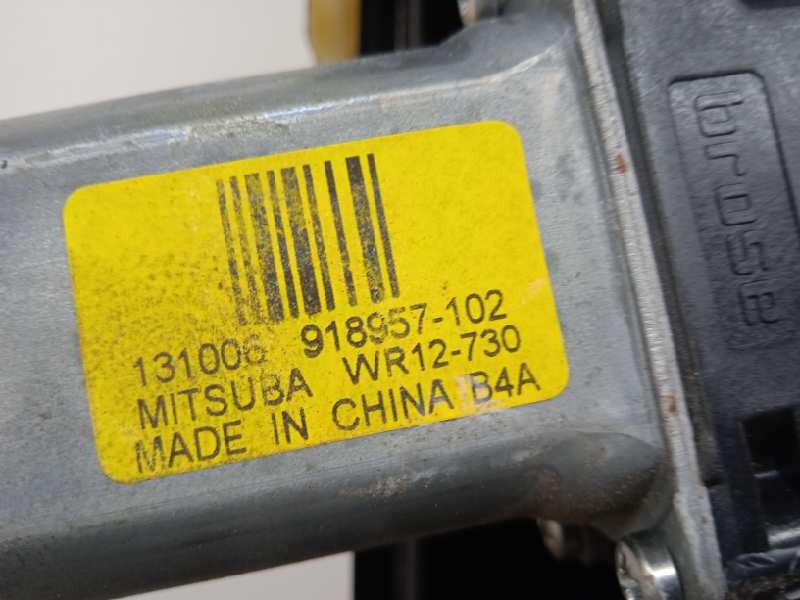 131006 918957-102
MITSUBA WR12-730
MADE IN CHINA B4A
brose